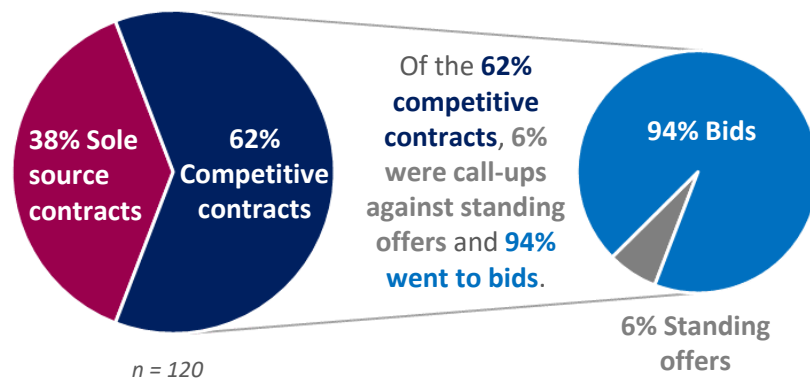 38% Sole
source
contracts
62%
Competitive
contracts
n = 120
Of the 62%
competitive
contracts, 6%
were call-ups
against standing
offers and 94%
went to bids.
94% Bids
6% Standing
offers